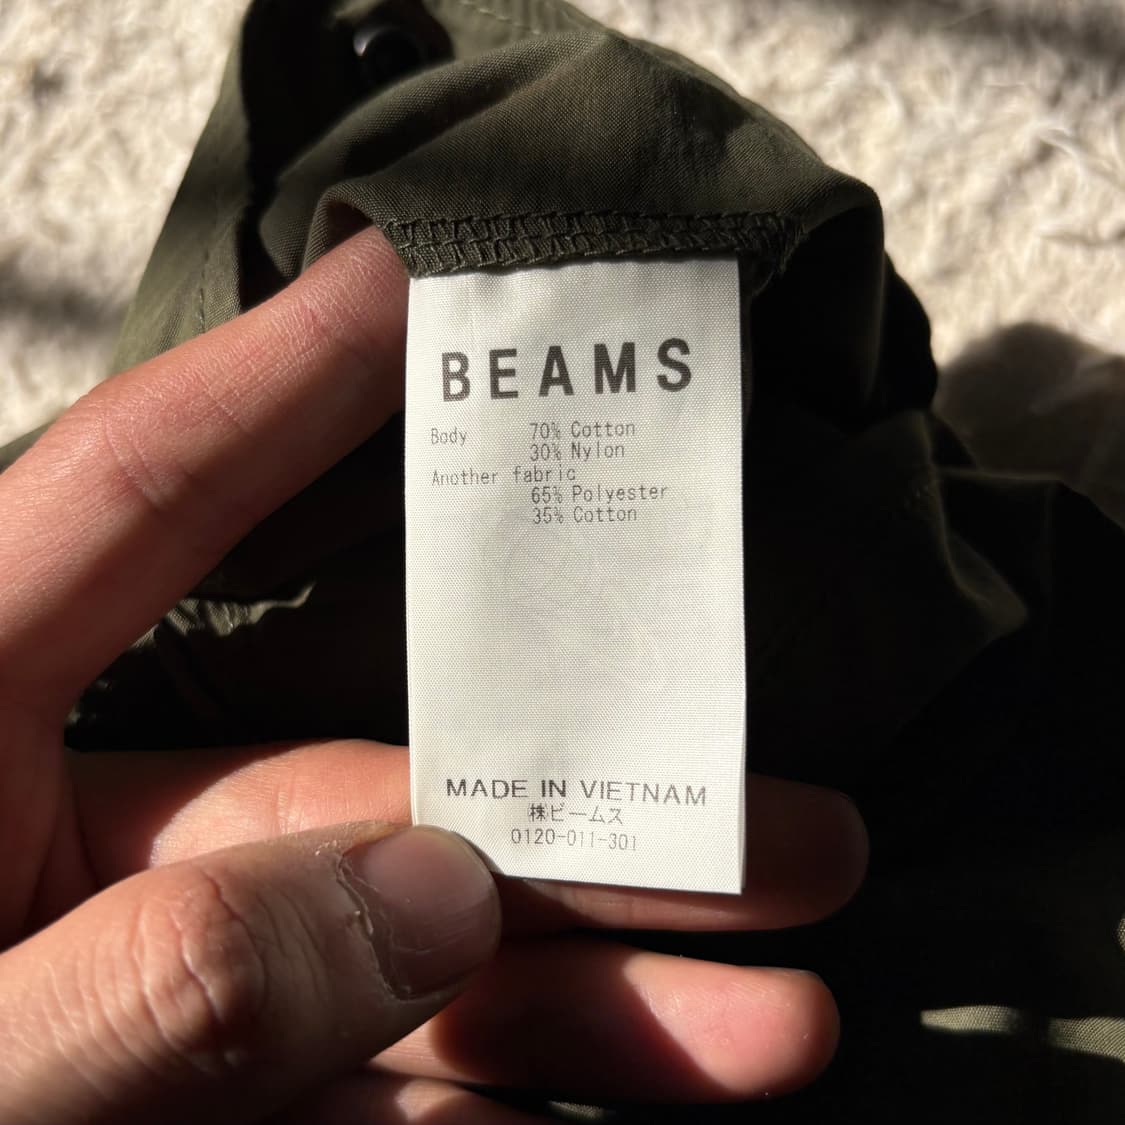 BEAMS
Body 70% Cotton
30% Nylon
Another fabric
65% Polyester
35% Cotton
MADE IN VIETNAM
㈱ビームス
0120-011-301